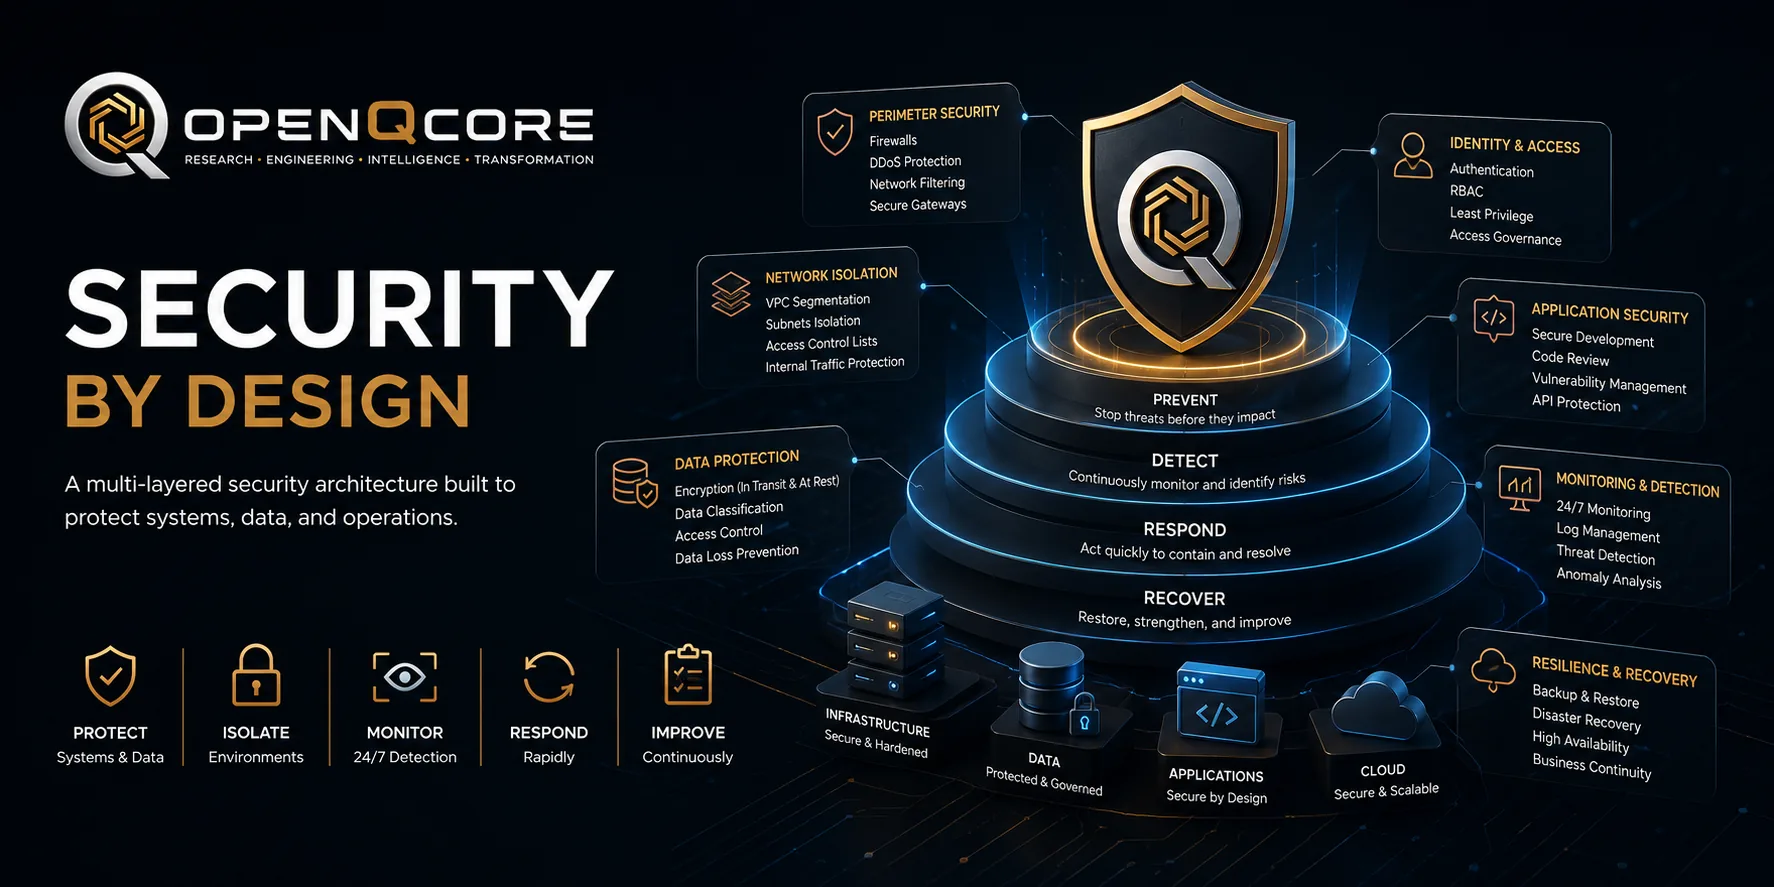 OPENQCORE
RESEARCH • ENGINEERING • INTELLIGENCE • TRANSFORMATION
SECURITY
BY DESIGN
A multi-layered security architecture built to
protect systems, data, and operations.
PROTECT
Systems & Data
ISOLATE
Environments
MONITOR
24/7 Detection
RESPOND
Rapidly
IMPROVE
Continuously
PERIMETER SECURITY
Firewalls
DDoS Protection
Network Filtering
Secure Gateways
NETWORK ISOLATION
VPC Segmentation
Subnets Isolation
Access Control Lists
Internal Traffic Protection
DATA PROTECTION
Encryption (In Transit & At Rest)
Data Classification
Access Control
Data Loss Prevention
PREVENT
Stop threats before they impact
DETECT
Continuously monitor and identify risks
RESPOND
Act quickly to contain and resolve
RECOVER
Restore, strengthen, and improve
INFRASTRUCTURE
Secure & Hardened
DATA
Protected & Governed
</>
APPLICATIONS
Secure by Design
CLOUD
Secure & Scalable
IDENTITY & ACCESS
Authentication
RBAC
Least Privilege
Access Governance
</>
APPLICATION SECURITY
Secure Development
Code Review
Vulnerability Management
API Protection
MONITORING & DETECTION
24/7 Monitoring
Log Management
Threat Detection
Anomaly Analysis
RESILIENCE & RECOVERY
Backup & Restore
Disaster Recovery
High Availability
Business Continuity